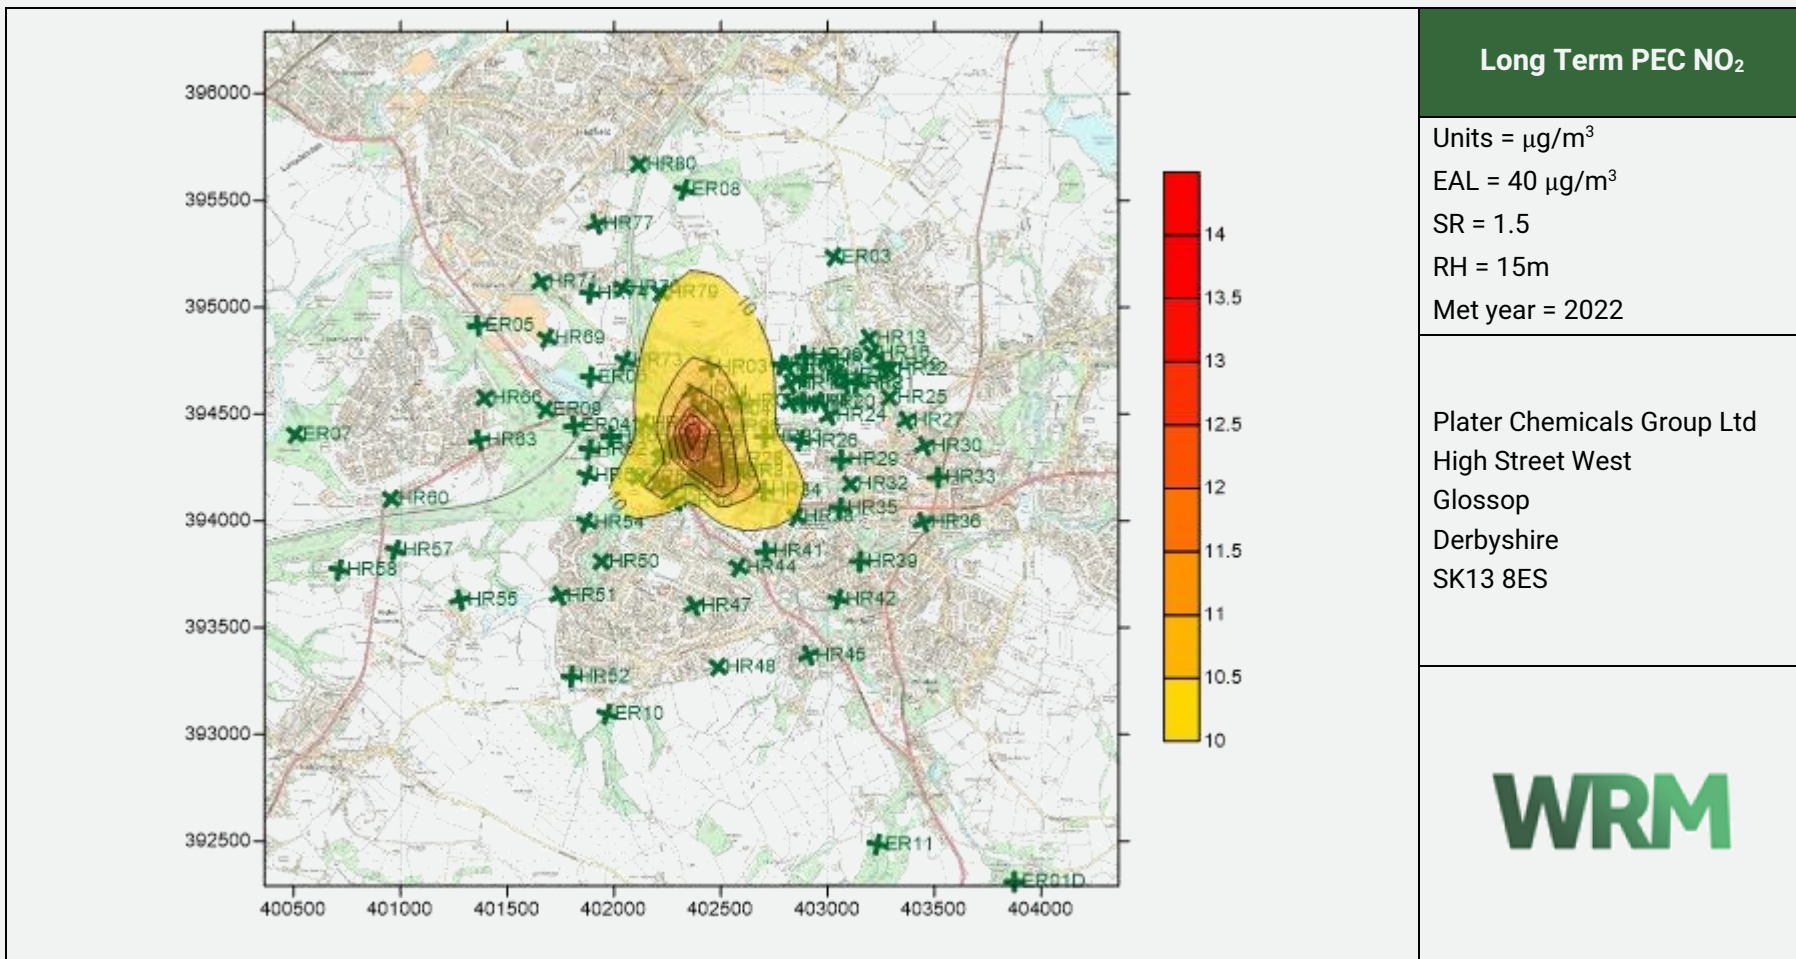 Long Term PEC NO₂
Units = μg/m³
EAL = 40 μg/m³
SR = 1.5
RH = 15m
Met year = 2022
Plater Chemicals Group Ltd
High Street West
Glossop
Derbyshire
SK13 8ES
WRM
396000
395500
395000
394500
394000
393500
393000
392500
400500 401000 401500 402000 402500 403000 403500 404000
14
13.5
13
12.5
12
11.5
11
10.5
10
HR80
ER08
HR77
ER03
HR79
10
ER05
HR69
HR13
HR73
HR03
HR22
HR66
ER09
HR25
HR24
HR27
ER07
HR63
ER04
HR26
HR30
HR29
HR33
HR32
HR60
HR35
HR36
HR54
HR57
HR50
HR41
HR39
HR58
HR44
HR55
HR51
HR47
HR42
HR45
HR52
HR48
ER10
ER11
ER01D